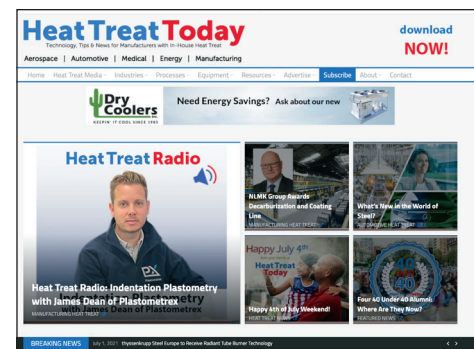 Heat Treat Today
Technology, Tips & News for Manufacturers with In-House Heat Treat
download
NOW!
Aerospace | Automotive | Medical | Energy | Manufacturing
Home Heat Treat Media Industries Processes Equipment Resources Advertise Subscribe About Contact
Dry Coolers
KEEPIN' IT COOL SINCE 1985
Need Energy Savings? Ask about our new
Heat Treat Radio
PX
Heat Treat Radio: Indentation Plastometry
with James Dean of Plastometrex
MANUFACTURING HEAT TREAT
NLMK Group Awards
Decarburization and Coating
Line
MANUFACTURING HEAT TREAT
What's New in the World of
Steel?
AUTOMOTIVE HEAT TREAT
Happy July 4th
Heat Treat
Today
Happy 4th of July Weekend!
HEAT TREAT NEWS
40
40
Four 40 Under 40 Alumni:
Where Are They Now?
FEATURED NEWS
BREAKING NEWS July 1, 2021 thyssenkrupp Steel Europe to Receive Radiant Tube Burner Technology